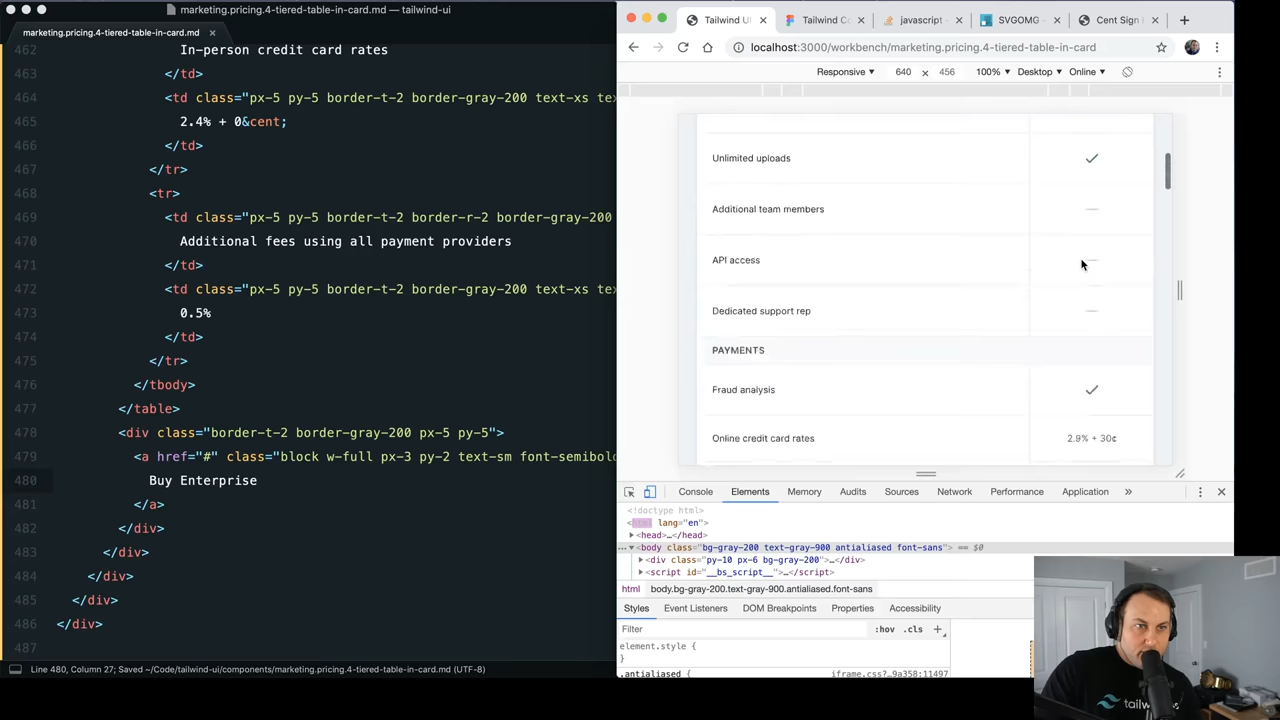 marketing.pricing.4-tiered-table-in-card.md — tailwind-ui
marketing.pricing.4-tiered-table-in-card.md ×
462 In-person credit card rates
463 </td>
464 <td class="px-5 py-5 border-t-2 border-gray-200 text-xs
465 2.4% + 0&cent;
466 </td>
467 </tr>
468 <tr>
469 <td class="px-5 py-5 border-t-2 border-r-2 border-gray-200
470 Additional fees using all payment providers
471 </td>
472 <td class="px-5 py-5 border-t-2 border-gray-200 text-xs
473 0.5%
474 </td>
475 </tr>
476 </tbody>
477 </table>
478 <div class="border-t-2 border-gray-200 px-5 py-5">
479 <a href="#" class="block w-full px-3 py-2 text-sm
480 Buy Enterprise
481 </a>
482 </div>
483 </div>
484 </div>
485 </div>
486 </div>
487
Line 480, Column 27; Saved ~/Code/tailwind-ui/components/marketing.pricing.4-tiered-table-in-card.md (UTF-8)
Tailwind UI × Tailwind Co × javascript - × SVGOMG × Cent Sign ×
localhost:3000/workbench/marketing.pricing.4-tiered-table-in-card
Responsive 640 × 456 100% Desktop Online
Unlimited uploads
Additional team members —
API access —
Dedicated support rep —
PAYMENTS
Fraud analysis
Online credit card rates 2.9% + 30¢
Console Elements Memory Audits Sources Network Performance Application »
<!doctype html>
<html lang="en">
<head>…</head>
<body class="bg-gray-200 text-gray-900 antialiased font-sans"> == $0
<div class="py-10 px-6 bg-gray-200">…</div>
<script id="__bs_script__">…</script>
html body.bg-gray-200.text-gray-900.antialiased.font-sans
Styles Event Listeners DOM Breakpoints Properties Accessibility
Filter :hov .cls +
element.style {
}
.antialiased { iframe.css?…9a358:11497